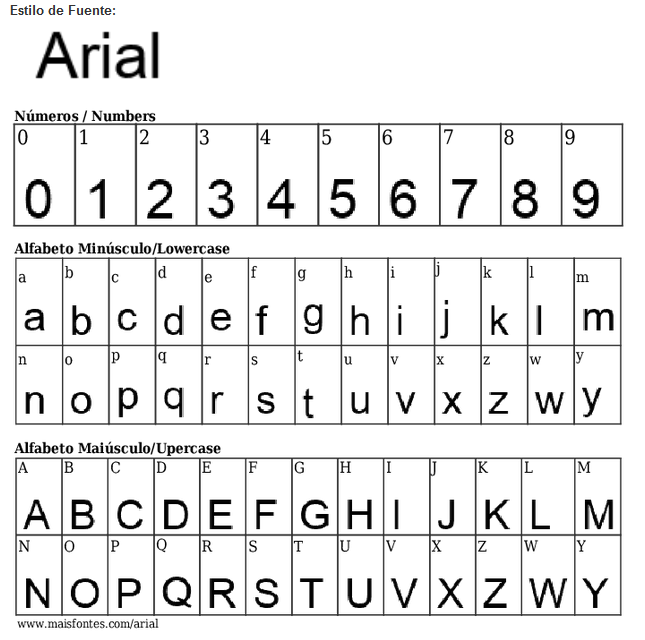 Estilo de Fuente:
Arial
Números / Numbers
0 1 2 3 4 5 6 7 8 9
0 1 2 3 4 5 6 7 8 9
Alfabeto Minúsculo/Lowercase
a b c d e f g h i j k l m
a b c d e f g h i j k l m
n o p q r s t u v x z w y
n o p q r s t u v x z w y
Alfabeto Maiúsculo/Upercase
A B C D E F G H I J K L M
A B C D E F G H I J K L M
N O P Q R S T U V X Z W Y
N O P Q R S T U V X Z W Y
www.maisfontes.com/arial